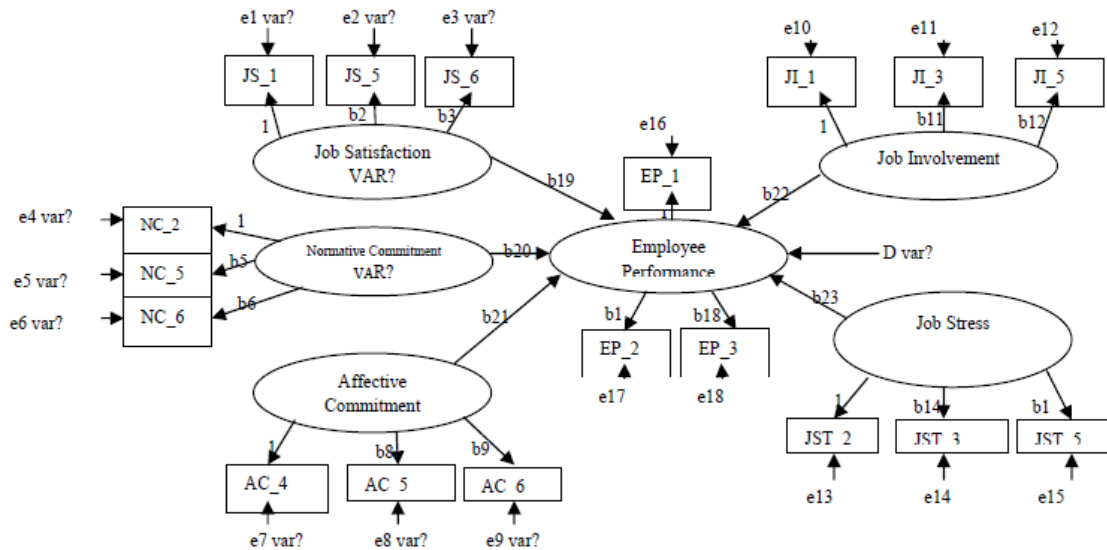 e1 var?
e2 var?
e3 var?
e10
e11
e12
JS_1
JS_5
JS_6
JI_1
JI_3
JI_5
1
b2
b3
1
b11
b12
e16
Job Satisfaction
VAR?
EP_1
Job Involvement
b19
1
b22
e4 var?
NC_2
1
Normative Commitment
VAR?
b20
Employee
Performance
D var?
e5 var?
NC_5
b5
e6 var?
NC_6
b6
b21
b23
Job Stress
b1
b18
EP_2
EP_3
e17
e18
Affective
Commitment
1
b8
b9
1
b14
b1
AC_4
AC_5
AC_6
JST_2
JST_3
JST_5
e7 var?
e8 var?
e9 var?
e13
e14
e15